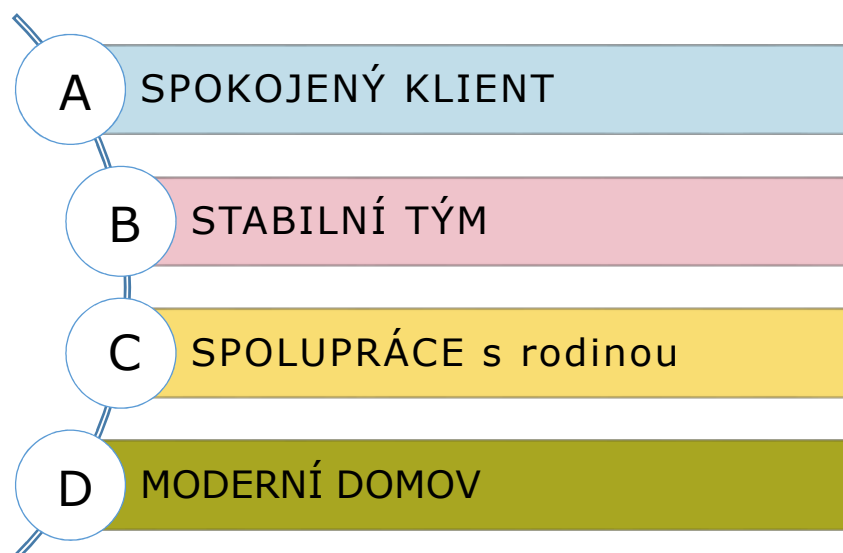 A SPOKOJENÝ KLIENT
B STABILNÍ TÝM
C SPOLUPRÁCE s rodinou
D MODERNÍ DOMOV